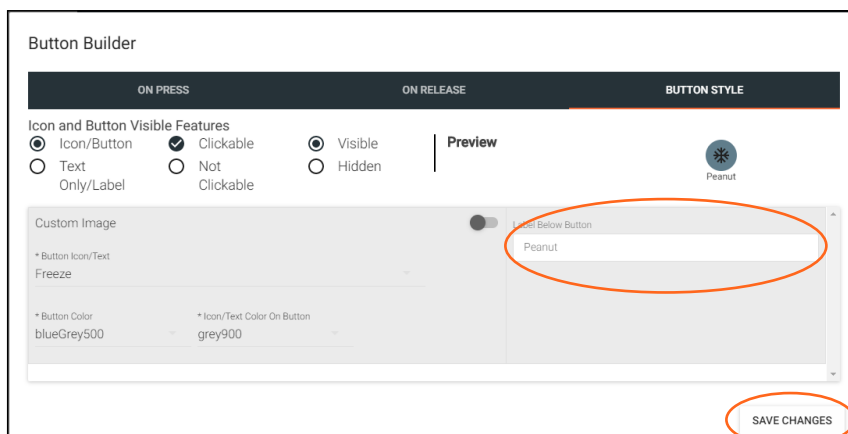 Button Builder
ON PRESS
ON RELEASE
BUTTON STYLE
Icon and Button Visible Features
Icon/Button
Clickable
Visible
Text
Only/Label
Not
Clickable
Hidden
Preview
Peanut
Custom Image
* Button Icon/Text
Freeze
* Button Color
blueGrey500
* Icon/Text Color On Button
grey900
Label Below Button
Peanut
SAVE CHANGES